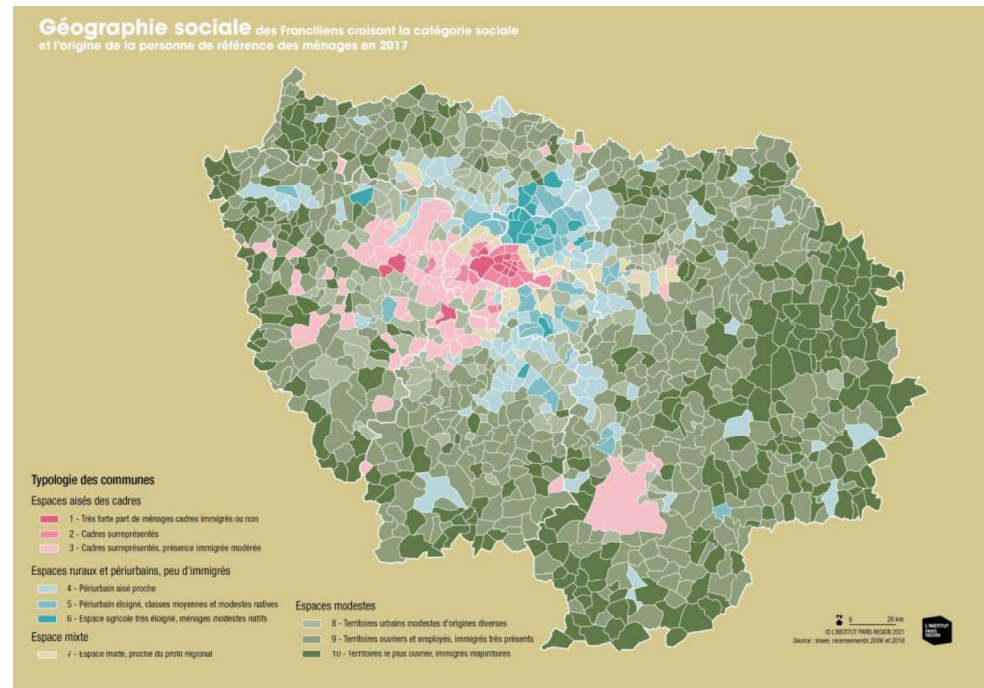 Géographie sociale des Franciliens croisant la catégorie sociale
et l'origine de la personne de référence des ménages en 2017
Typologie des communes
Espaces aisés des cadres
1 - Très forte part de ménages cadres immigrés ou non
2 - Cadres surreprésentés
3 - Cadres surreprésentés, présence immigrée modérée
Espaces ruraux et périurbains, peu d'immigrés
4 - Périurbain aisé proche
5 - Périurbain éloigné, classes moyennes et modestes natives
6 - Espace agricole très éloigné, ménages modestes natifs
Espace mixte
7 - Espace mixte, proche du profil régional
Espaces modestes
8 - Territoires urbains modestes d'origines diverses
9 - Territoires ouvriers et employés, immigrés très présents
10 - Territoires le plus ouvrier, immigrés majoritaires
0 20 km
© L'INSTITUT PARIS REGION 2021
Source : Insee, recensements 2006 et 2016
L'INSTITUT
PARIS
REGION